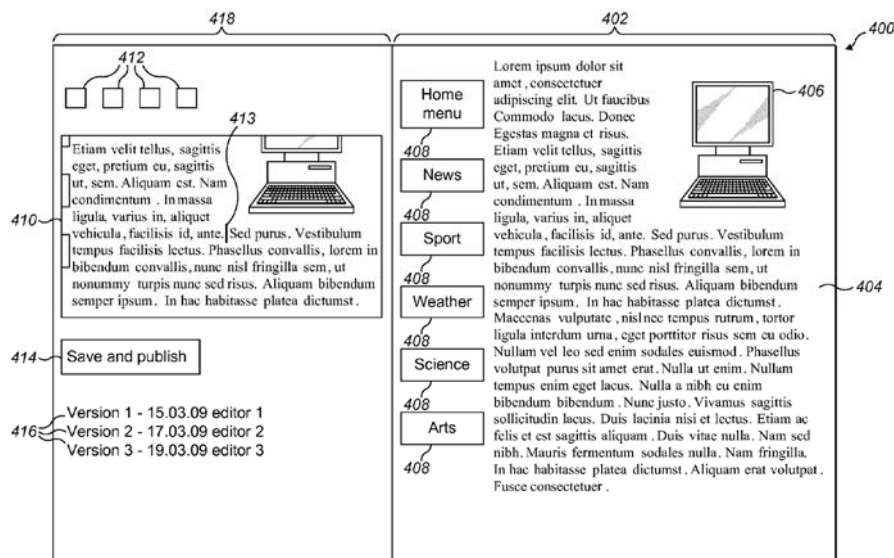 418
402
400
412
413
Etiam velit tellus, sagittis
eget, pretium eu, sagittis
ut, sem. Aliquam est. Nam
condimentum . In massa
ligula, varius in, aliquet
vehicula, facilisis id, ante. Sed purus. Vestibulum
tempus facilisis lectus. Phasellus convallis, lorem in
bibendum convallis, nunc nisl fringilla sem, ut
nonummy turpis nunc sed risus. Aliquam bibendum
semper ipsum. In hac habitasse platea dictumst.
410
414
Save and publish
416
Version 1 - 15.03.09 editor 1
Version 2 - 17.03.09 editor 2
Version 3 - 19.03.09 editor 3
Home
menu
408
News
408
Sport
408
Weather
408
Science
408
Arts
408
Lorem ipsum dolor sit
amet , consectetuer
adipiscing elit. Ut faucibus
Commodo lacus. Donec
Egestas magna et risus.
Etiam velit tellus, sagittis
eget, pretium eu, sagittis
ut, sem. Aliquam est. Nam
condimentum . In massa
ligula, varius in, aliquet
vehicula, facilisis id, ante. Sed purus. Vestibulum
tempus facilisis lectus. Phasellus convallis, lorem in
bibendum convallis, nunc nisl fringilla sem, ut
nonummy turpis nunc sed risus. Aliquam bibendum
semper ipsum. In hac habitasse platea dictumst.
Maecenas vulputate , nisl nec tempus rutrum, tortor
ligula interdum urna, eget porttitor risus sem eu odio.
Nullam vel leo sed enim sodales euismod. Phasellus
volutpat purus sit amet erat. Nulla ut enim. Nullam
tempus enim eget lacus. Nulla a nibh eu enim
bibendum bibendum . Nunc justo. Vivamus sagittis
sollicitudin lacus. Duis lacinia nisi et lectus. Etiam ac
felis et est sagittis aliquam . Duis vitae nulla. Nam sed
nibh. Mauris fermentum sodales nulla. Nam fringilla.
In hac habitasse platea dictumst. Aliquam erat volutpat.
Fusce consectetuer .
406
404